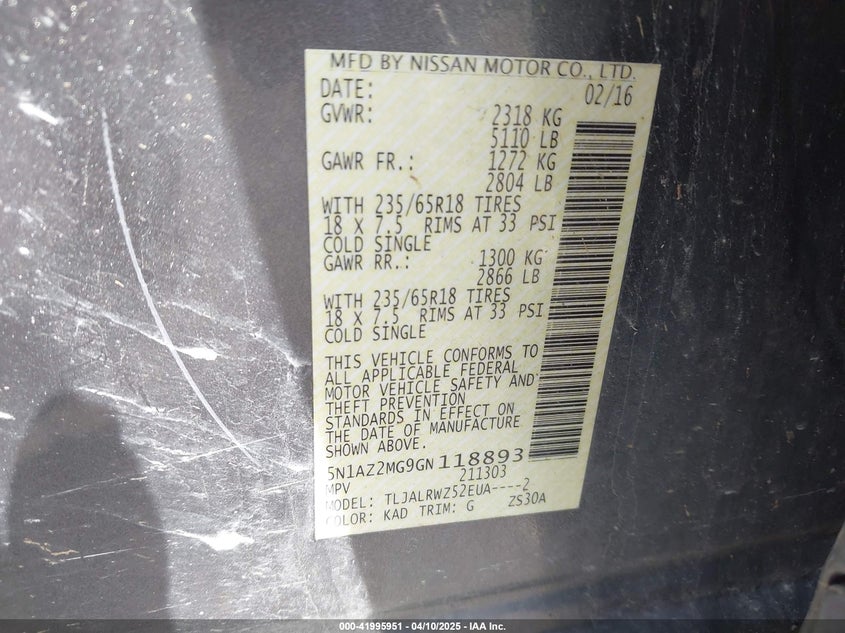 MFD BY NISSAN MOTOR CO., LTD.
DATE: 02/16
GVWR: 2318 KG
5110 LB
GAWR FR.: 1272 KG
2804 LB
WITH 235/65R18 TIRES
18 X 7.5 RIMS AT 33 PSI
COLD SINGLE
GAWR RR.: 1300 KG
2866 LB
WITH 235/65R18 TIRES
18 X 7.5 RIMS AT 33 PSI
COLD SINGLE
THIS VEHICLE CONFORMS TO
ALL APPLICABLE FEDERAL
MOTOR VEHICLE SAFETY AND
THEFT PREVENTION
STANDARDS IN EFFECT ON
THE DATE OF MANUFACTURE
SHOWN ABOVE.
5N1AZ2MG9GN118893
MPV 211303
MODEL: TLJALRWZ52EUA----2
COLOR: KAD TRIM: G ZS30A
000-41995951 - 04/10/2025 - IAA Inc.